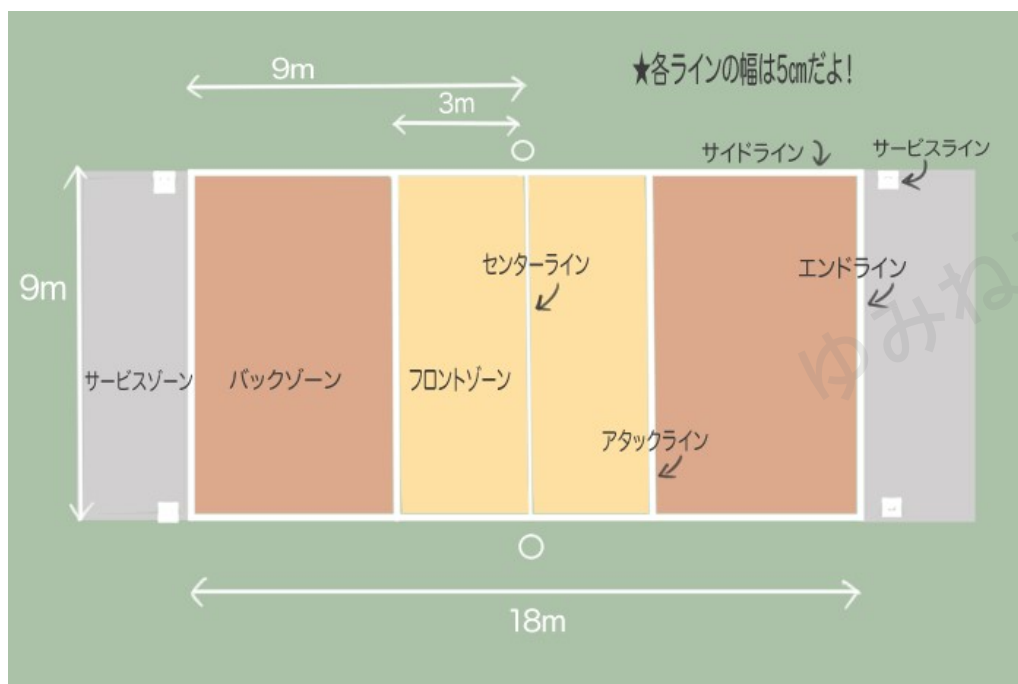 9m
★各ラインの幅は5㎝だよ!
3m
サイドライン
サービスライン
センターライン
エンドライン
9m
ゆみね
サービスゾーン
バックゾーン
フロントゾーン
アタックライン
18m